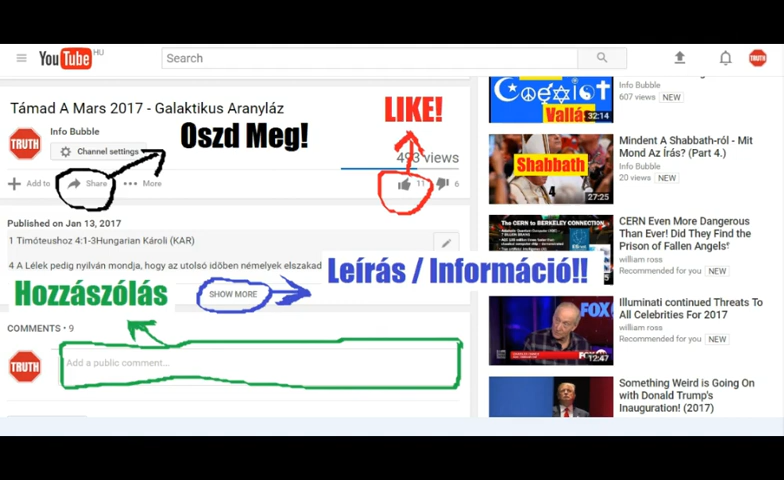 YouTube HU
Search
TRUTH
Támad A Mars 2017 - Galaktikus Aranyláz
TRUTH
Info Bubble
Channel settings
Oszd Meg!
LIKE!
493 views
Add to
Share
More
11
6
Published on Jan 13, 2017
1 Timóteushoz 4:1-3Hungarian Károli (KAR)
4 A Lélek pedig nyilván mondja, hogy az utolsó időben némelyek elszakad
Leírás / Információ!!
SHOW MORE
Hozzászólás
COMMENTS • 9
TRUTH
Add a public comment...
Vallás
32:14
Info Bubble
607 views NEW
Shabbath
4
27:25
Mindent A Shabbath-ról - Mit
Mond Az Írás? (Part 4.)
Info Bubble
20 views NEW
The CERN to BERKELEY CONNECTION
CERN Even More Dangerous
Than Ever! Did They Find the
Prison of Fallen Angels
william ross
Recommended for you NEW
FOX
12:47
Illuminati continued Threats To
All Celebrities For 2017
william ross
Recommended for you NEW
Something Weird is Going On
with Donald Trump's
Inauguration! (2017)